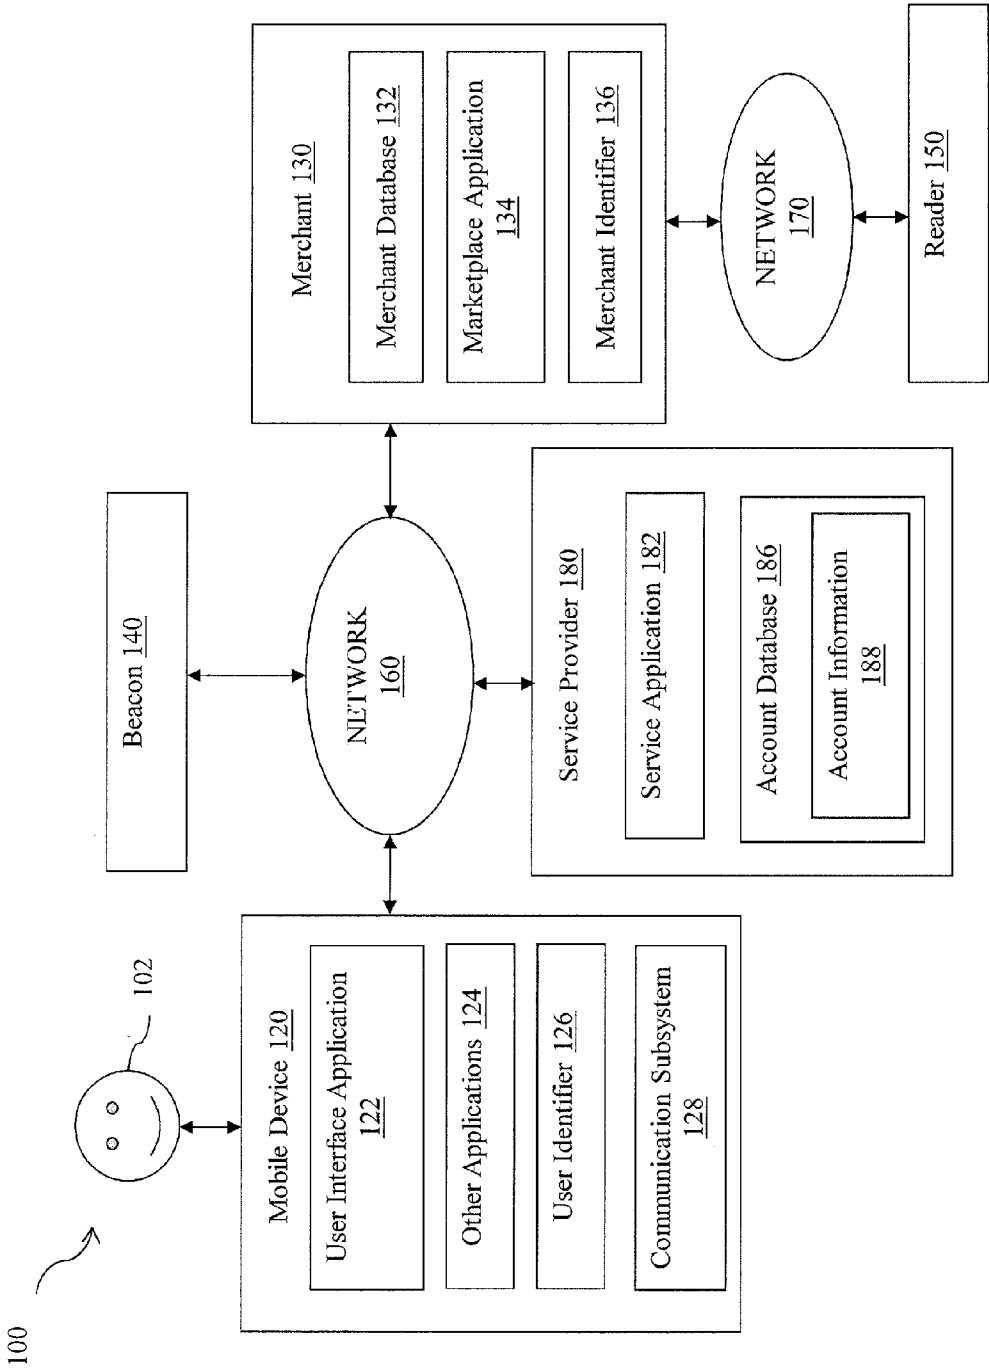 100
102
Mobile Device 120
User Interface Application
122
Other Applications 124
User Identifier 126
Communication Subsystem
128
Beacon 140
NETWORK
160
Service Provider 180
Service Application 182
Account Database 186
Account Information
188
Merchant 130
Merchant Database 132
Marketplace Application
134
Merchant Identifier 136
NETWORK
170
Reader 150